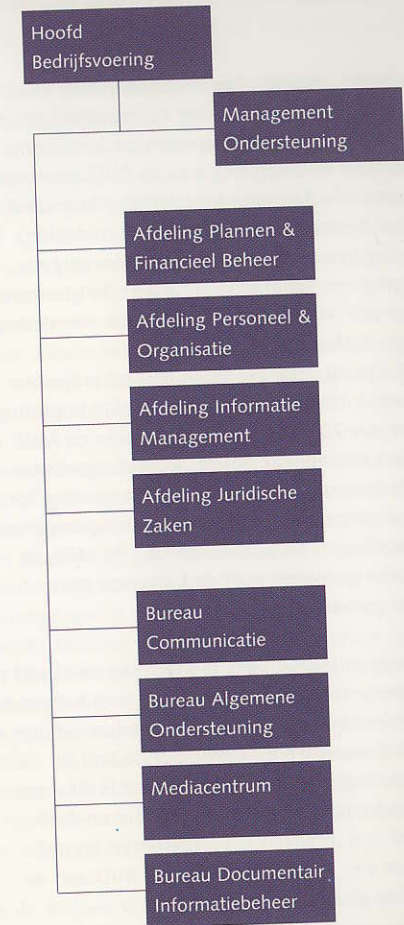 Hoofd
Bedrijfsvoering
Management
Ondersteuning
Afdeling Plannen &
Financieel Beheer
Afdeling Personeel &
Organisatie
Afdeling Informatie
Management
Afdeling Juridische
Zaken
Bureau
Communicatie
Bureau Algemene
Ondersteuning
Mediacentrum
Bureau Documentair
Informatiebeheer